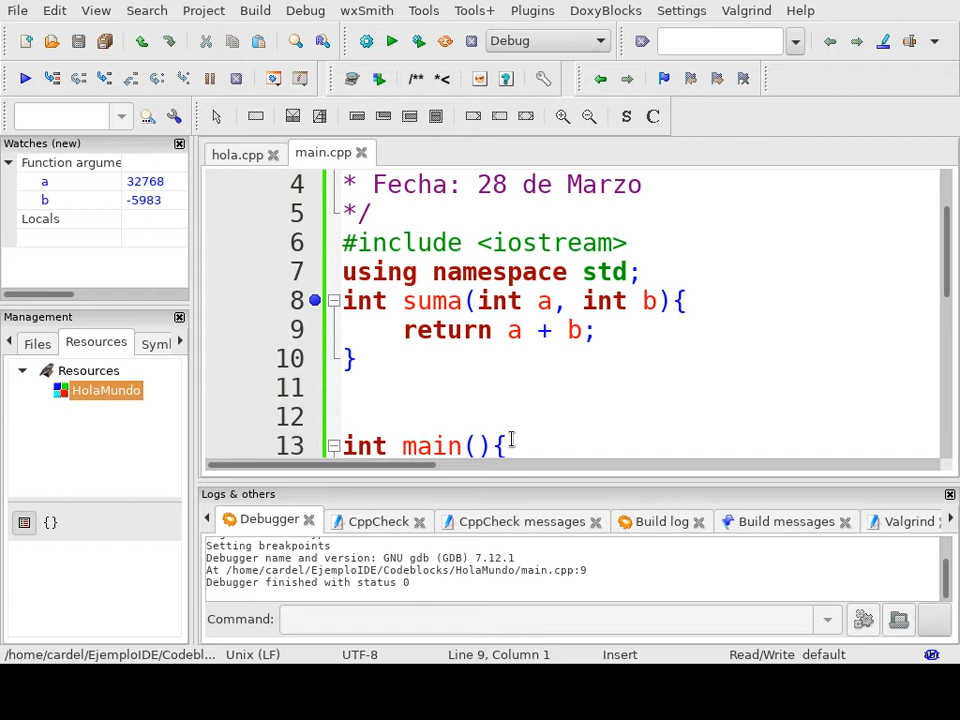 File Edit View Search Project Build Debug wxSmith Tools Tools+ Plugins DoxyBlocks Settings Valgrind Help
Debug
/** *<
S C
Watches (new)
Function argume
a 32768
b -5983
Locals
Management
Files Resources Syml
Resources
HolaMundo
{}
hola.cpp main.cpp
4 * Fecha: 28 de Marzo
5 */
6 #include <iostream>
7 using namespace std;
8 int suma(int a, int b){
9 return a + b;
10 }
11
12
13 int main(){
Logs & others
Debugger CppCheck CppCheck messages Build log Build messages Valgrind
Setting breakpoints
Debugger name and version: GNU gdb (GDB) 7.12.1
At /home/cardel/EjemploIDE/Codeblocks/HolaMundo/main.cpp:9
Debugger finished with status 0
Command:
/home/cardel/EjemploIDE/Codebl... Unix (LF) UTF-8 Line 9, Column 1 Insert Read/Write default